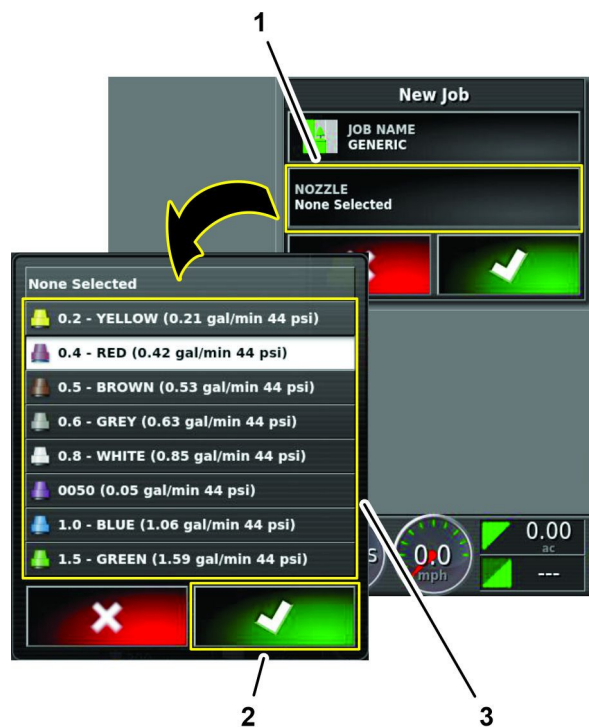 1
New Job
JOB NAME
GENERIC
NOZZLE
None Selected
None Selected
0.2 - YELLOW (0.21 gal/min 44 psi)
0.4 - RED (0.42 gal/min 44 psi)
0.5 - BROWN (0.53 gal/min 44 psi)
0.6 - GREY (0.63 gal/min 44 psi)
0.8 - WHITE (0.85 gal/min 44 psi)
0050 (0.05 gal/min 44 psi)
1.0 - BLUE (1.06 gal/min 44 psi)
1.5 - GREEN (1.59 gal/min 44 psi)
S
0.0
mph
0.00
ac
---
2
3